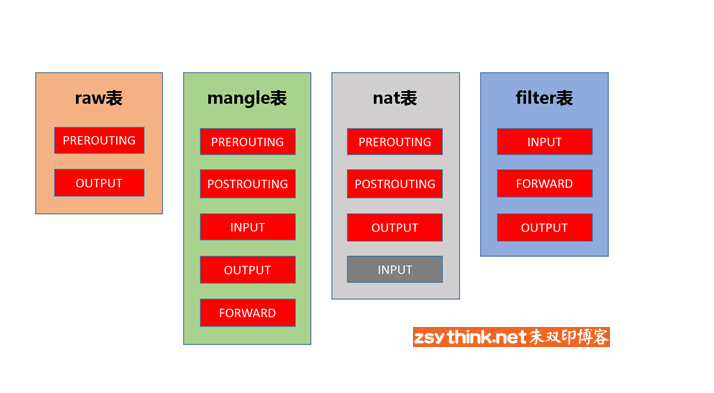 raw表
PREROUTING
OUTPUT
mangle表
PREROUTING
POSTROUTING
INPUT
OUTPUT
FORWARD
nat表
PREROUTING
POSTROUTING
OUTPUT
INPUT
filter表
INPUT
FORWARD
OUTPUT
zsythink.net朱双印博客